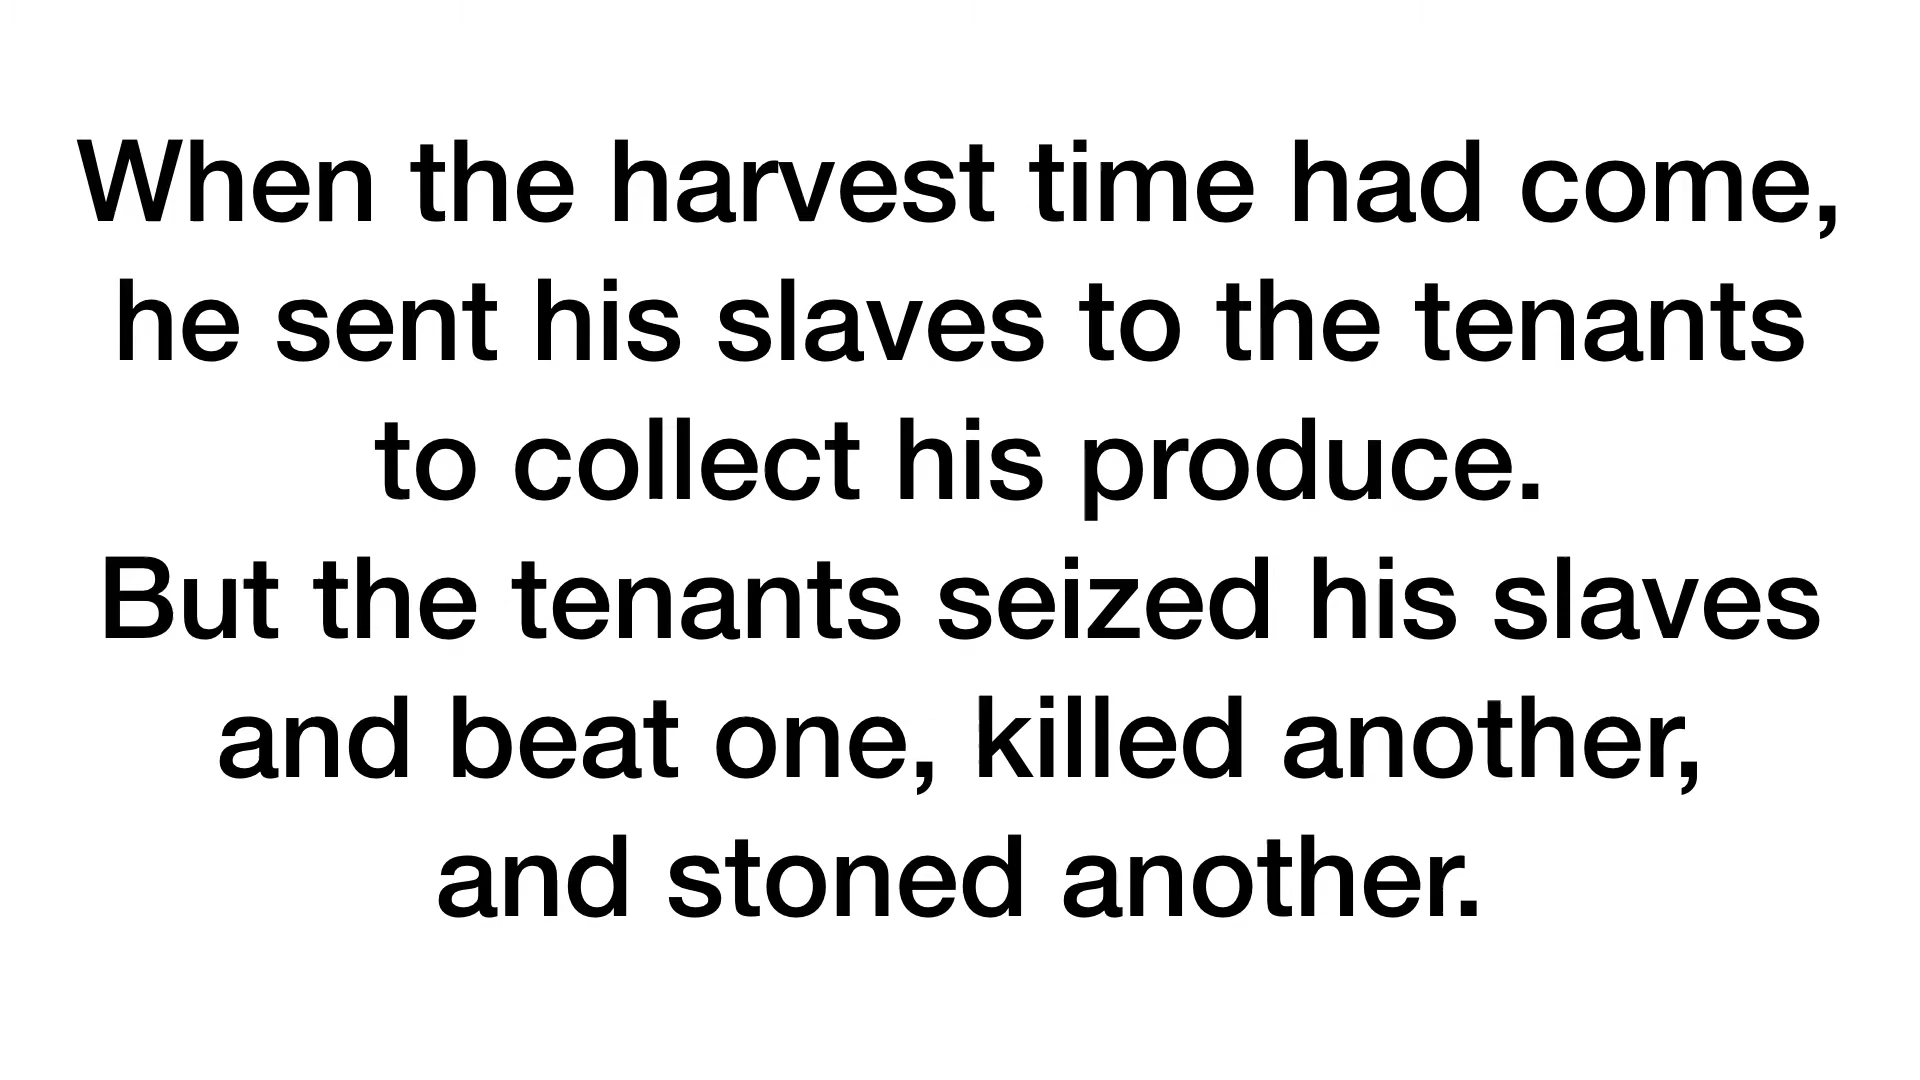 When the harvest time had come,
he sent his slaves to the tenants
to collect his produce.
But the tenants seized his slaves
and beat one, killed another,
and stoned another.